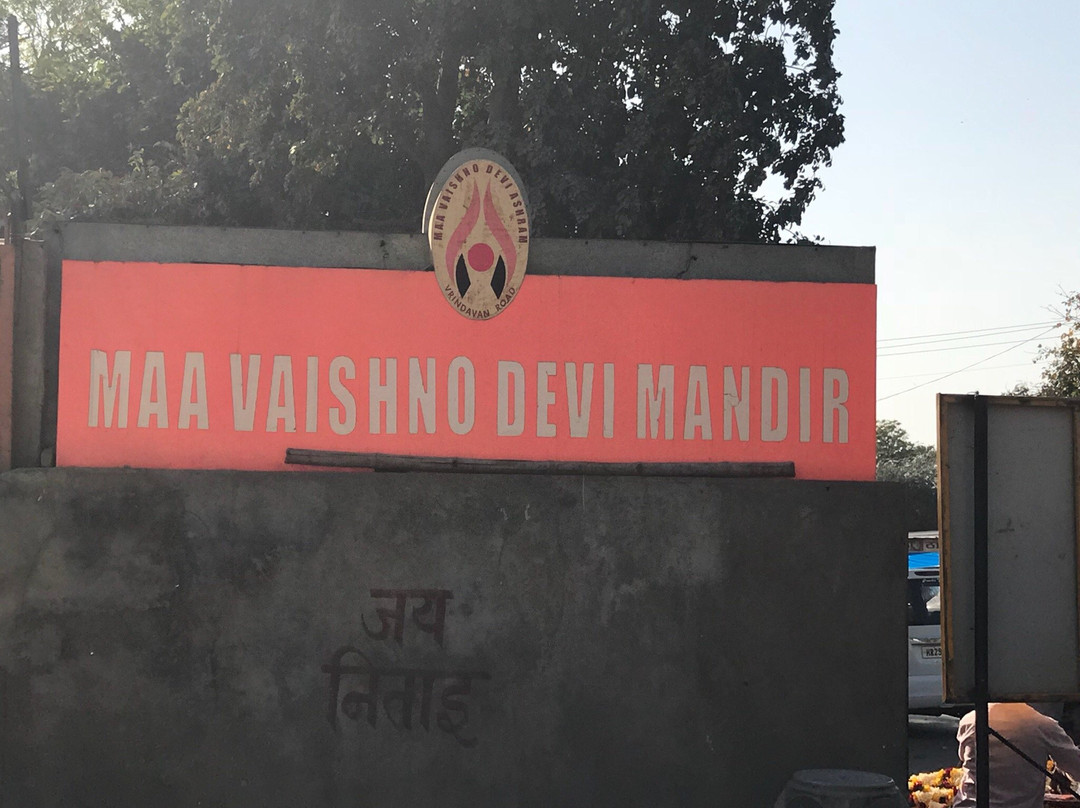 MAA VAISHNO DEVI ASHRAM
VRINDAVAN ROAD
MAA VAISHNO DEVI MANDIR
जय
निताइ